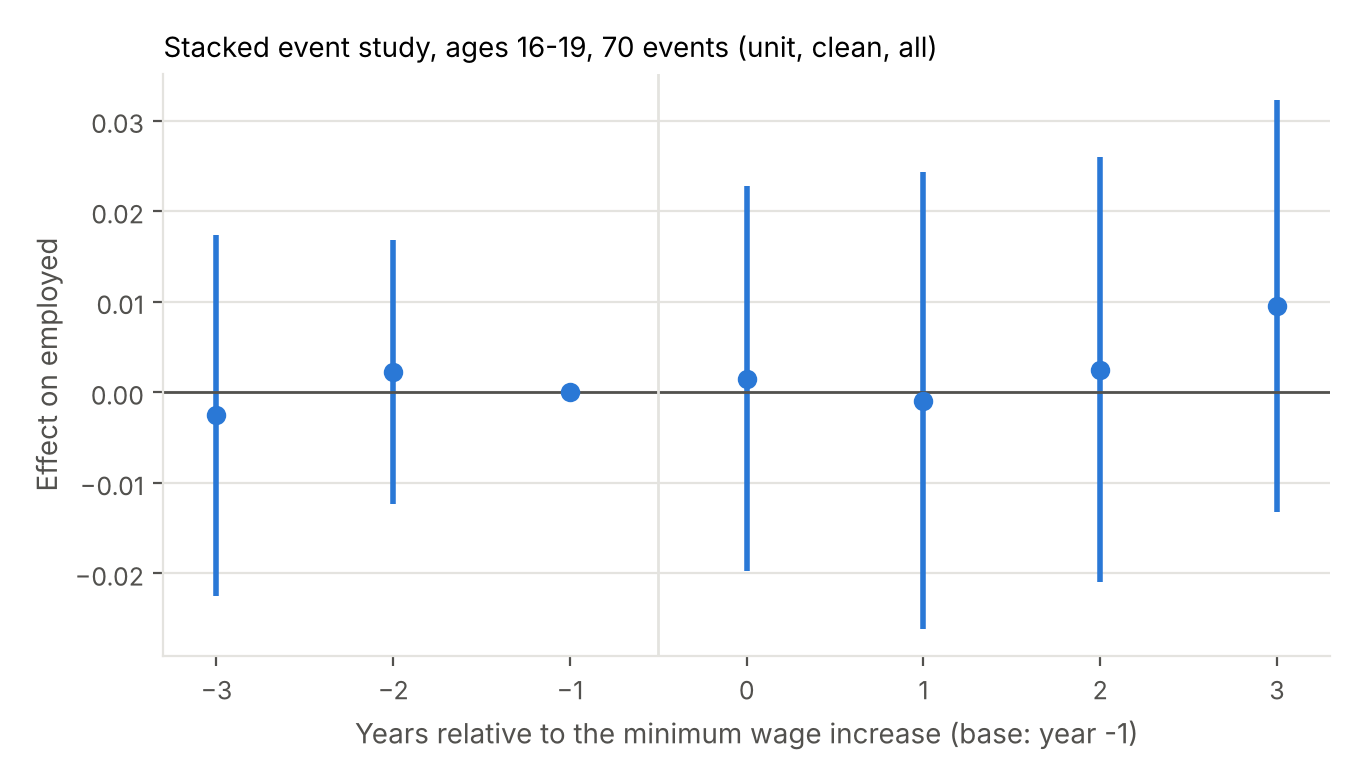 Stacked event study, ages 16-19, 70 events (unit, clean, all)
0.03
0.02
0.01
0.00
−0.01
−0.02
Effect on employed
−3 −2 −1 0 1 2 3
Years relative to the minimum wage increase (base: year -1)